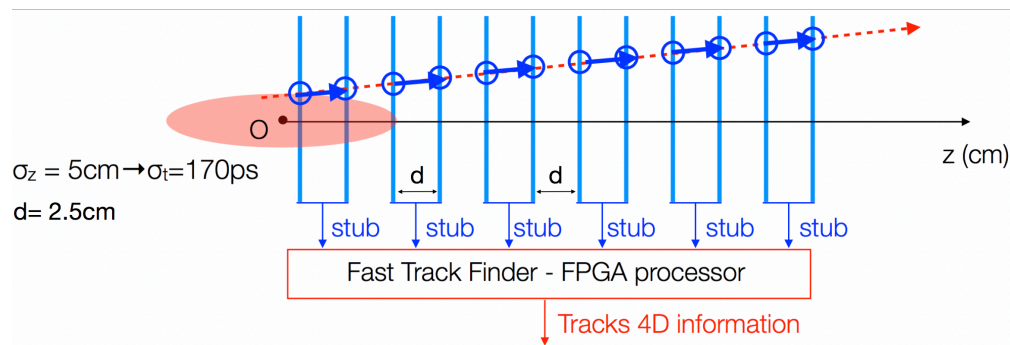 O
z (cm)
σz = 5cm→σt=170ps
d= 2.5cm
d
d
stub
stub
stub
stub
stub
stub
Fast Track Finder - FPGA processor
Tracks 4D information